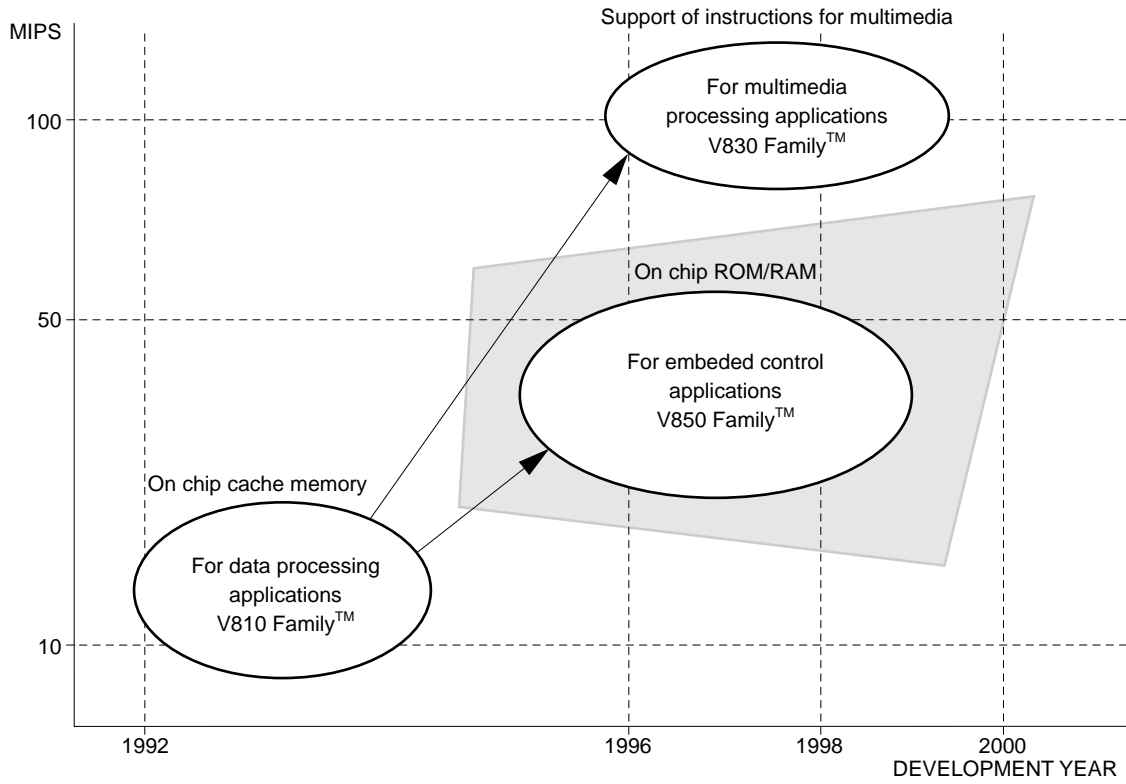 Support of instructions for multimedia
MIPS
For multimedia
processing applications
V830 Family™
100
On chip ROM/RAM
50
For embeded control
applications
V850 Family™
On chip cache memory
For data processing
applications
V810 Family™
10
1992
1996
1998
2000
DEVELOPMENT YEAR